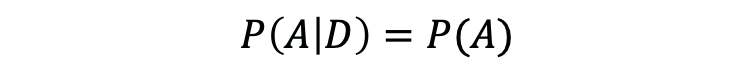 P(A|D) = P(A)